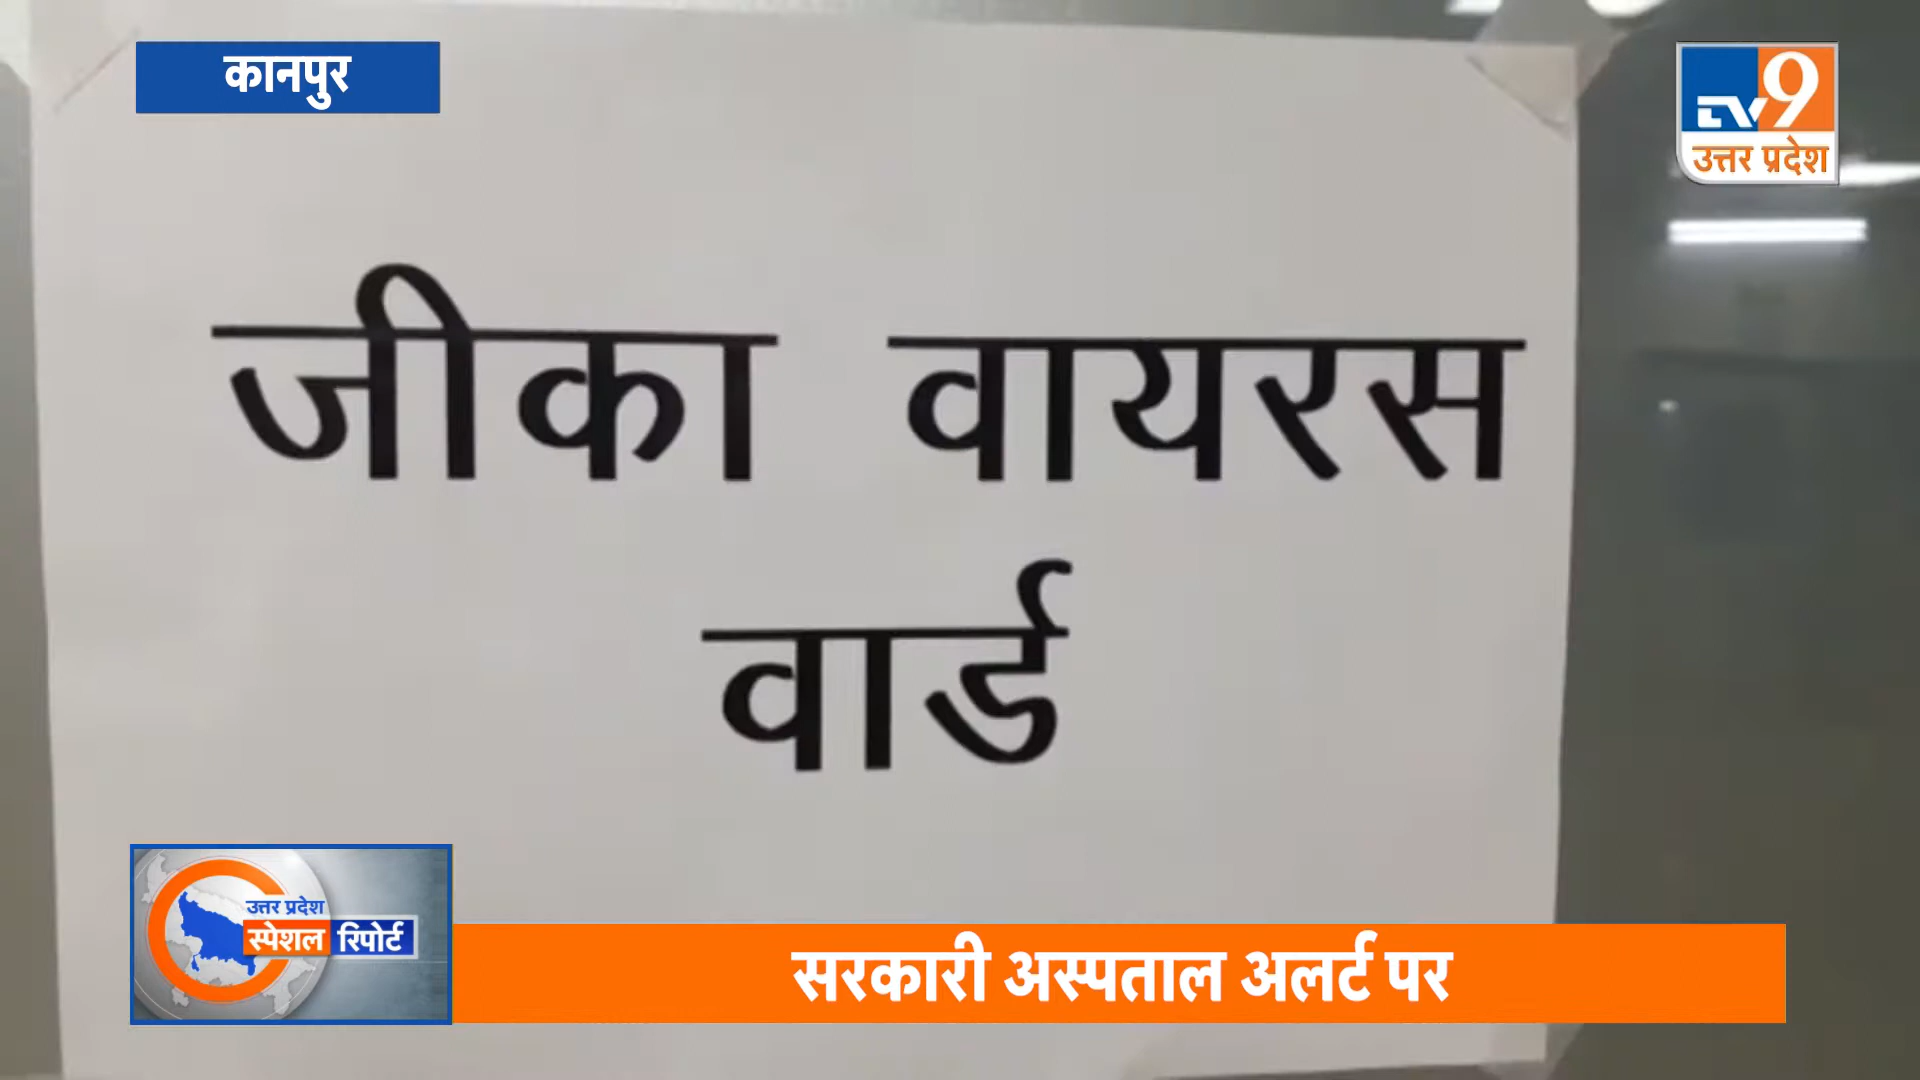 कानपुर
TV9
उत्तर प्रदेश
जीका वायरस
वार्ड
उत्तर प्रदेश
स्पेशल रिपोर्ट
सरकारी अस्पताल अलर्ट पर